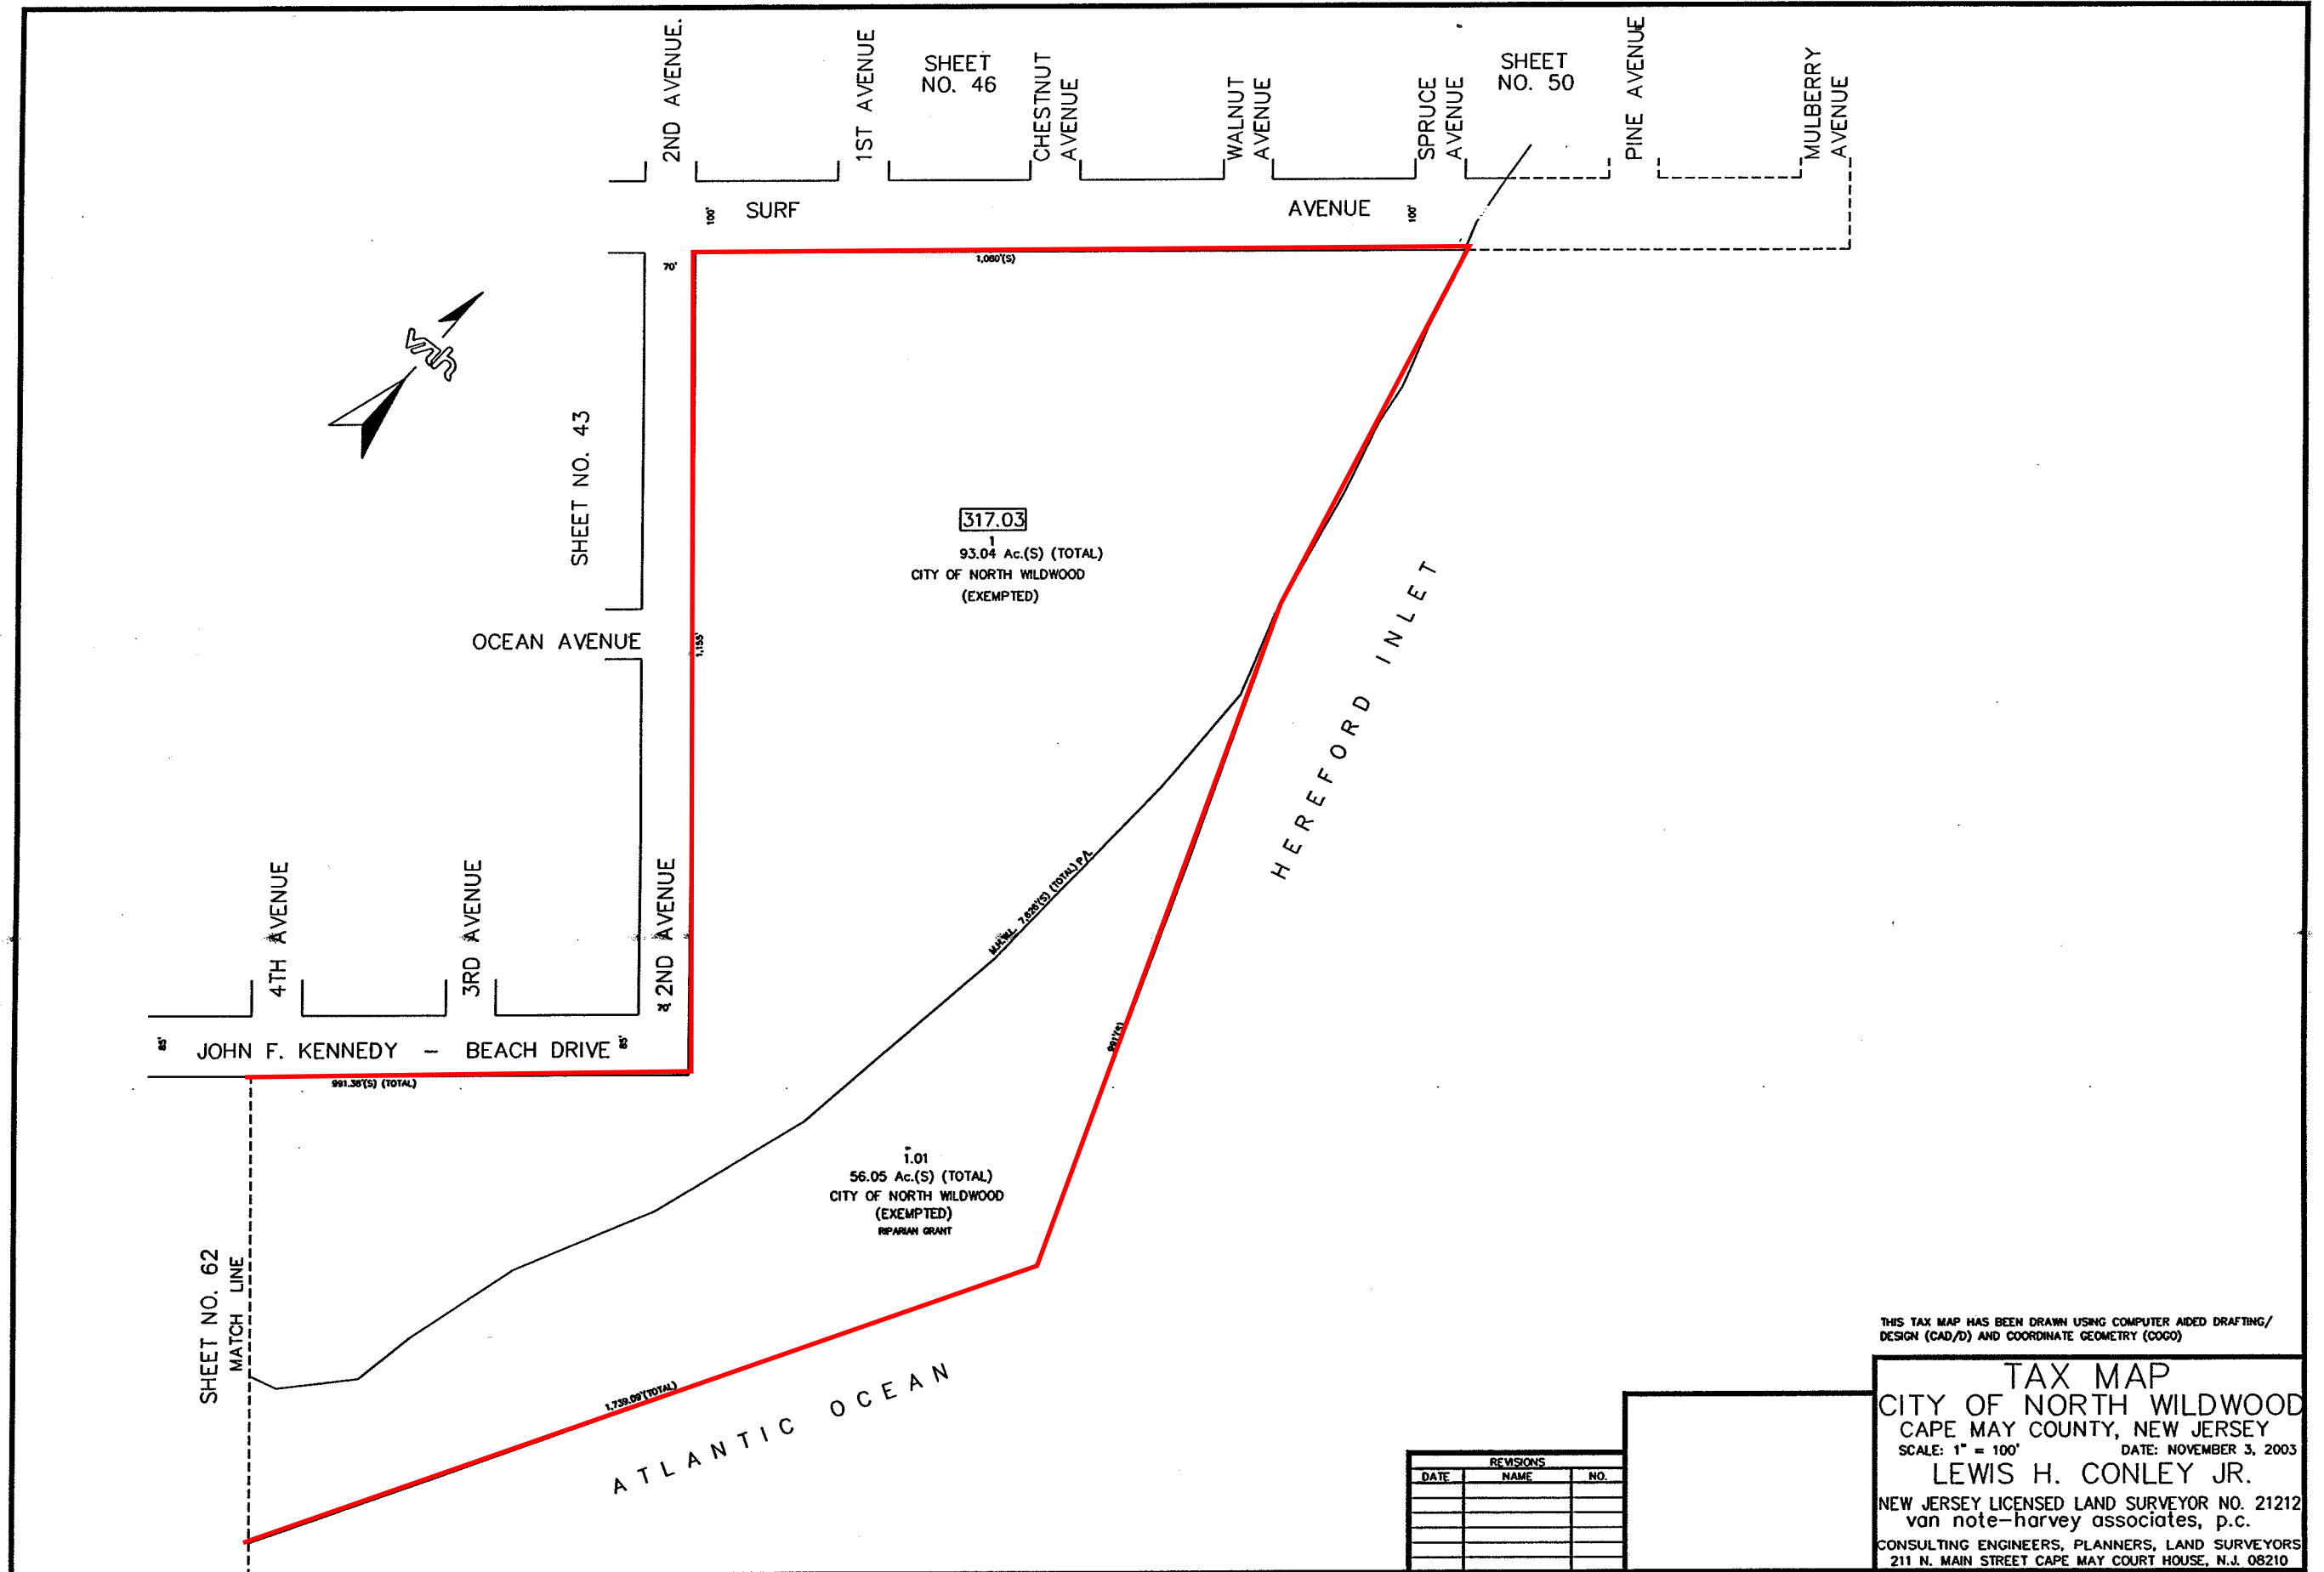 2ND AVENUE.
1ST AVENUE
SHEET
NO. 46
CHESTNUT
AVENUE
WALNUT
AVENUE
SPRUCE
AVENUE
SHEET
NO. 50
PINE AVENUE
MULBERRY
AVENUE
100'
SURF
AVENUE
100'
70'
1,080'(S)
vnh
SHEET NO. 43
317.03
1
93.04 Ac.(S) (TOTAL)
CITY OF NORTH WILDWOOD
(EXEMPTED)
OCEAN AVENUE
1,155'
HEREFORD INLET
M.H.W.L. 7,626'(S) (TOTAL) P/L
4TH AVENUE
3RD AVENUE
2ND AVENUE
70'
85'
JOHN F. KENNEDY - BEACH DRIVE
85'
991.36'(S) (TOTAL)
991'(S)
1.01
56.05 Ac.(S) (TOTAL)
CITY OF NORTH WILDWOOD
(EXEMPTED)
RIPARIAN GRANT
SHEET NO. 62
MATCH LINE
1,739.09'(TOTAL)
ATLANTIC OCEAN
THIS TAX MAP HAS BEEN DRAWN USING COMPUTER AIDED DRAFTING/
DESIGN (CAD/D) AND COORDINATE GEOMETRY (COGO)
REVISIONS
DATE NAME NO.
TAX MAP
CITY OF NORTH WILDWOOD
CAPE MAY COUNTY, NEW JERSEY
SCALE: 1" = 100' DATE: NOVEMBER 3, 2003
LEWIS H. CONLEY JR.
NEW JERSEY LICENSED LAND SURVEYOR NO. 21212
van note-harvey associates, p.c.
CONSULTING ENGINEERS, PLANNERS, LAND SURVEYORS
211 N. MAIN STREET CAPE MAY COURT HOUSE, N.J. 08210